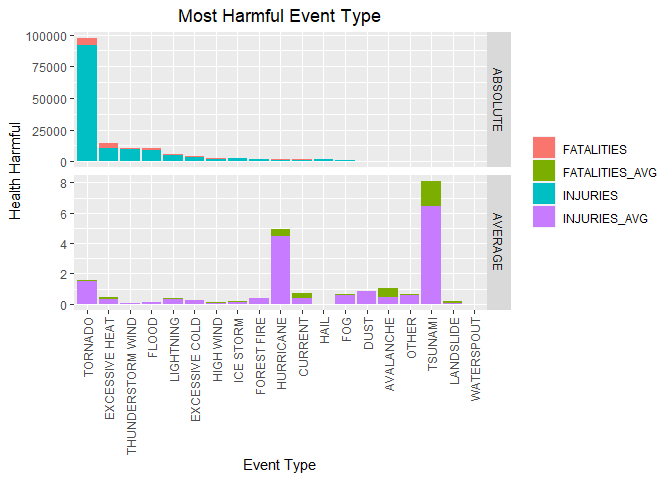 Most Harmful Event Type
Health Harmful
100000
75000
50000
25000
0
ABSOLUTE
8
6
4
2
0
AVERAGE
TORNADO
EXCESSIVE HEAT
THUNDERSTORM WIND
FLOOD
LIGHTNING
EXCESSIVE COLD
HIGH WIND
ICE STORM
FOREST FIRE
HURRICANE
CURRENT
HAIL
FOG
DUST
AVALANCHE
OTHER
TSUNAMI
LANDSLIDE
WATERSPOUT
Event Type
FATALITIES
FATALITIES_AVG
INJURIES
INJURIES_AVG